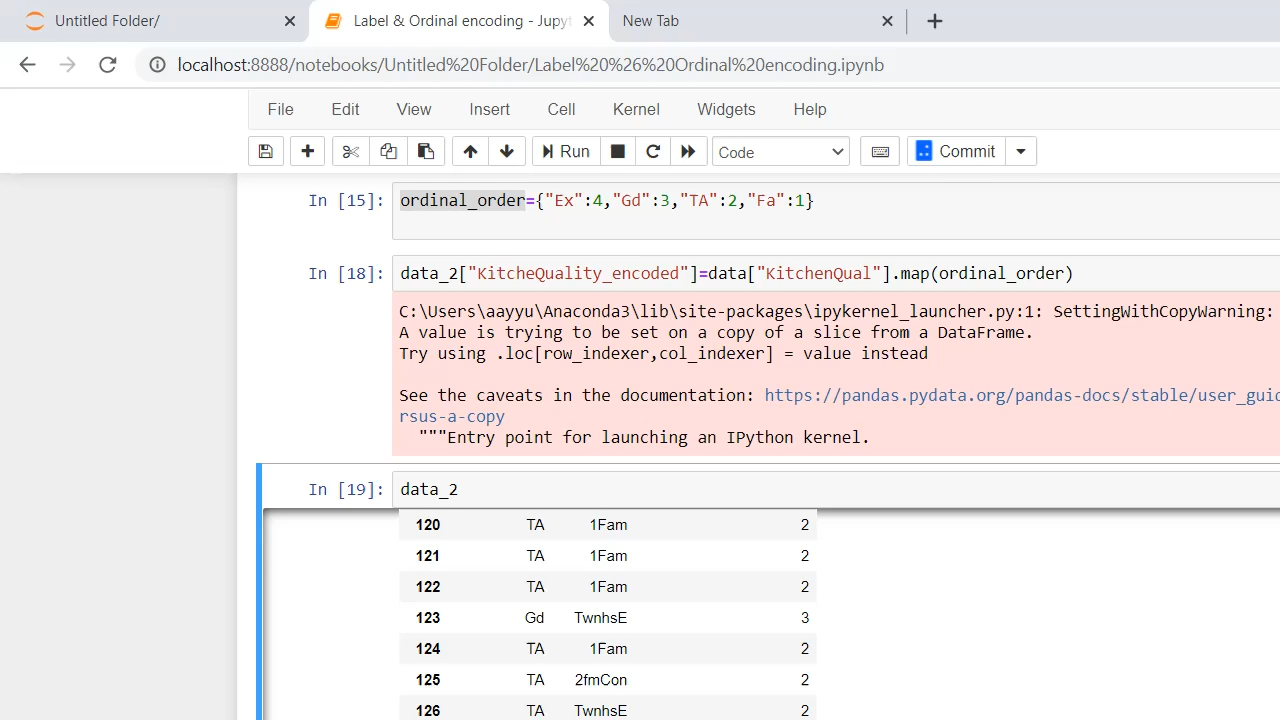 Untitled Folder/
Label & Ordinal encoding - Jupyt
New Tab
localhost:8888/notebooks/Untitled%20Folder/Label%20%26%20Ordinal%20encoding.ipynb
File Edit View Insert Cell Kernel Widgets Help
Run Code Commit
In [15]: ordinal_order={"Ex":4,"Gd":3,"TA":2,"Fa":1}
In [18]: data_2["KitcheQuality_encoded"]=data["KitchenQual"].map(ordinal_order)
C:\Users\aayyu\Anaconda3\lib\site-packages\ipykernel_launcher.py:1: SettingWithCopyWarning:
A value is trying to be set on a copy of a slice from a DataFrame.
Try using .loc[row_indexer,col_indexer] = value instead
See the caveats in the documentation: https://pandas.pydata.org/pandas-docs/stable/user_guid
rsus-a-copy
"""Entry point for launching an IPython kernel.
In [19]: data_2
120 TA 1Fam 2
121 TA 1Fam 2
122 TA 1Fam 2
123 Gd TwnhsE 3
124 TA 1Fam 2
125 TA 2fmCon 2
126 TA TwnhsE 2